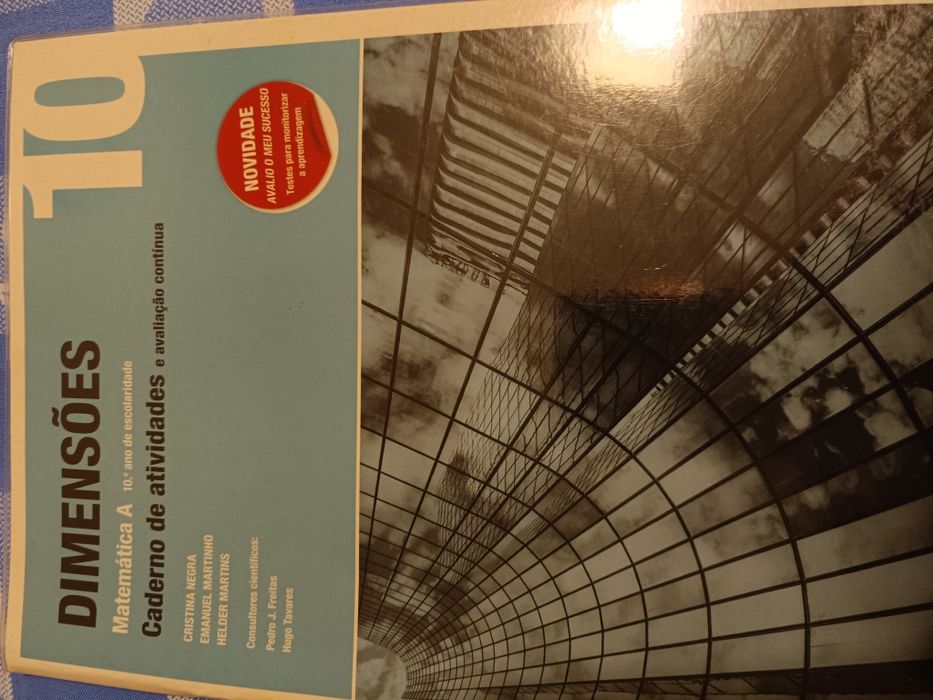 10
NOVIDADE
AVALIO O MEU SUCESSO
Testes para monitorizar
a aprendizagem
DIMENSÕES
Matemática A 10.º ano de escolaridade
Caderno de atividades e avaliação contínua
CRISTINA NEGRA
EMANUEL MARTINHO
HELDER MARTINS
Consultores científicos:
Pedro J. Freitas
Hugo Tavares